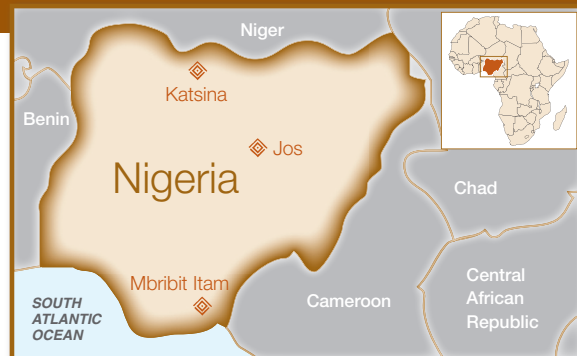 Niger
Katsina
Benin
Jos
Nigeria
Chad
Mbribit Itam
Cameroon
Central
African
Republic
SOUTH
ATLANTIC
OCEAN